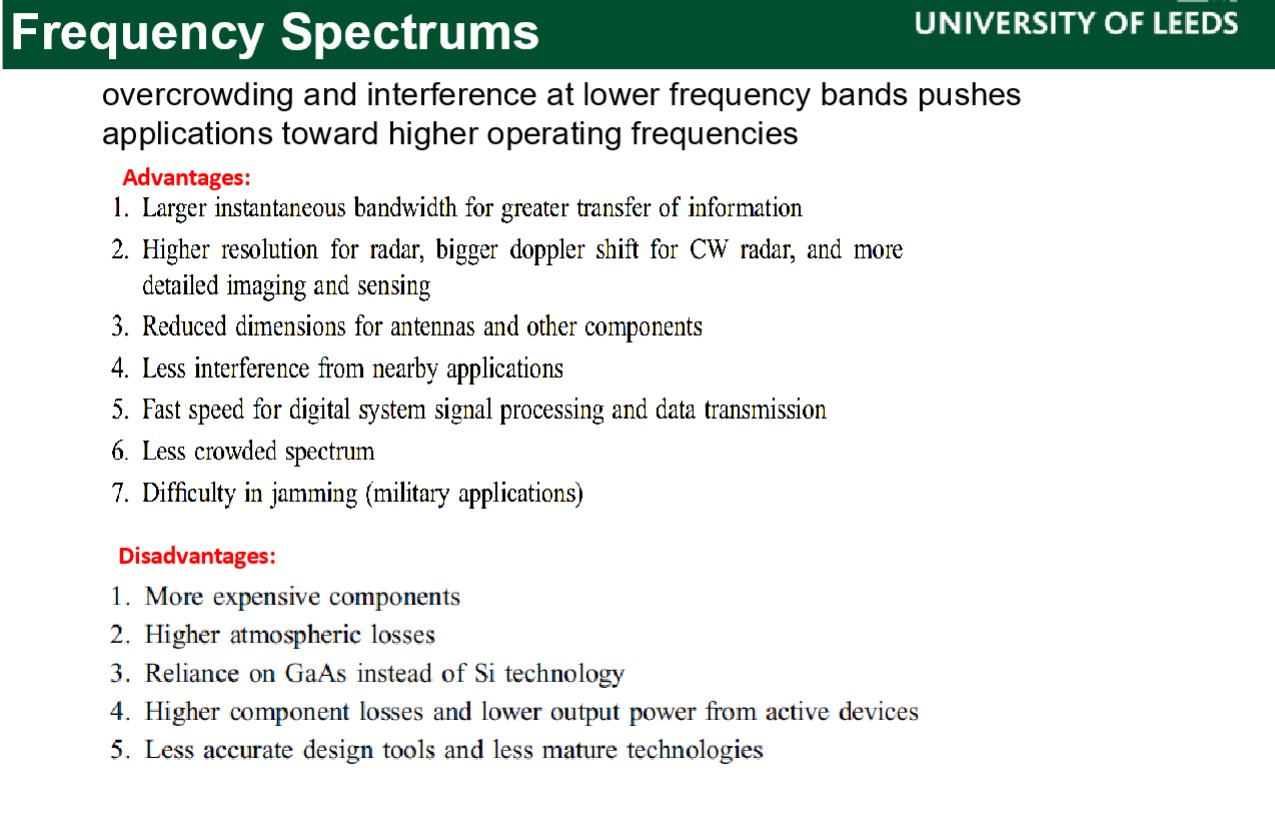 Frequency Spectrums
UNIVERSITY OF LEEDS
overcrowding and interference at lower frequency bands pushes
applications toward higher operating frequencies
Advantages:
1. Larger instantaneous bandwidth for greater transfer of information
2. Higher resolution for radar, bigger doppler shift for CW radar, and more
detailed imaging and sensing
3. Reduced dimensions for antennas and other components
4. Less interference from nearby applications
5. Fast speed for digital system signal processing and data transmission
6. Less crowded spectrum
7. Difficulty in jamming (military applications)
Disadvantages:
1. More expensive components
2. Higher atmospheric losses
3. Reliance on GaAs instead of Si technology
4. Higher component losses and lower output power from active devices
5. Less accurate design tools and less mature technologies